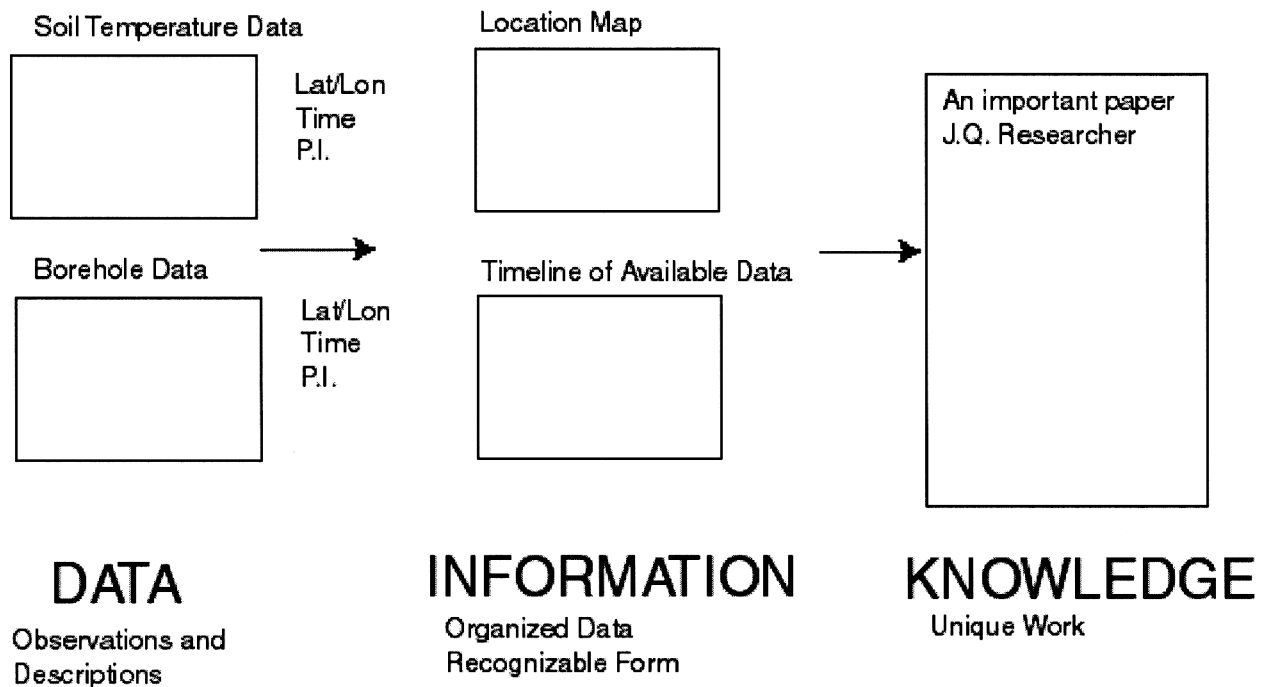 Soil Temperature Data
Lat/Lon
Time
P.I.
Borehole Data
Lat/Lon
Time
P.I.
Location Map
Timeline of Available Data
An important paper
J.Q. Researcher
DATA
Observations and
Descriptions
INFORMATION
Organized Data
Recognizable Form
KNOWLEDGE
Unique Work